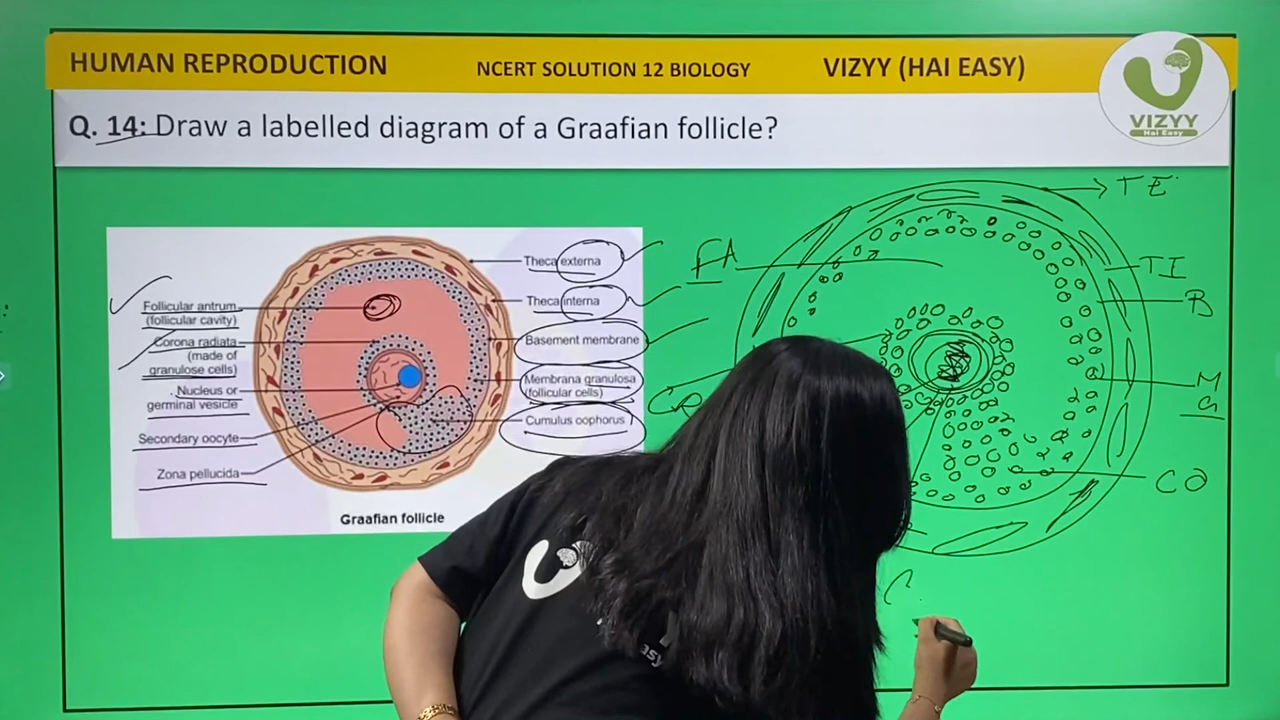 HUMAN REPRODUCTION
NCERT SOLUTION 12 BIOLOGY
VIZYY (HAI EASY)
VIZYY
Hai Easy
Q. 14: Draw a labelled diagram of a Graafian follicle?
Follicular antrum
(follicular cavity)
Corona radiata
(made of
granulose cells)
Nucleus or
germinal vesicle
Secondary oocyte
Zona pellucida
Theca externa
Theca interna
Basement membrane
Membrana granulosa
(follicular cells)
Cumulus oophorus
Graafian follicle
FA
CR
TE
TI
B
M
G
CO